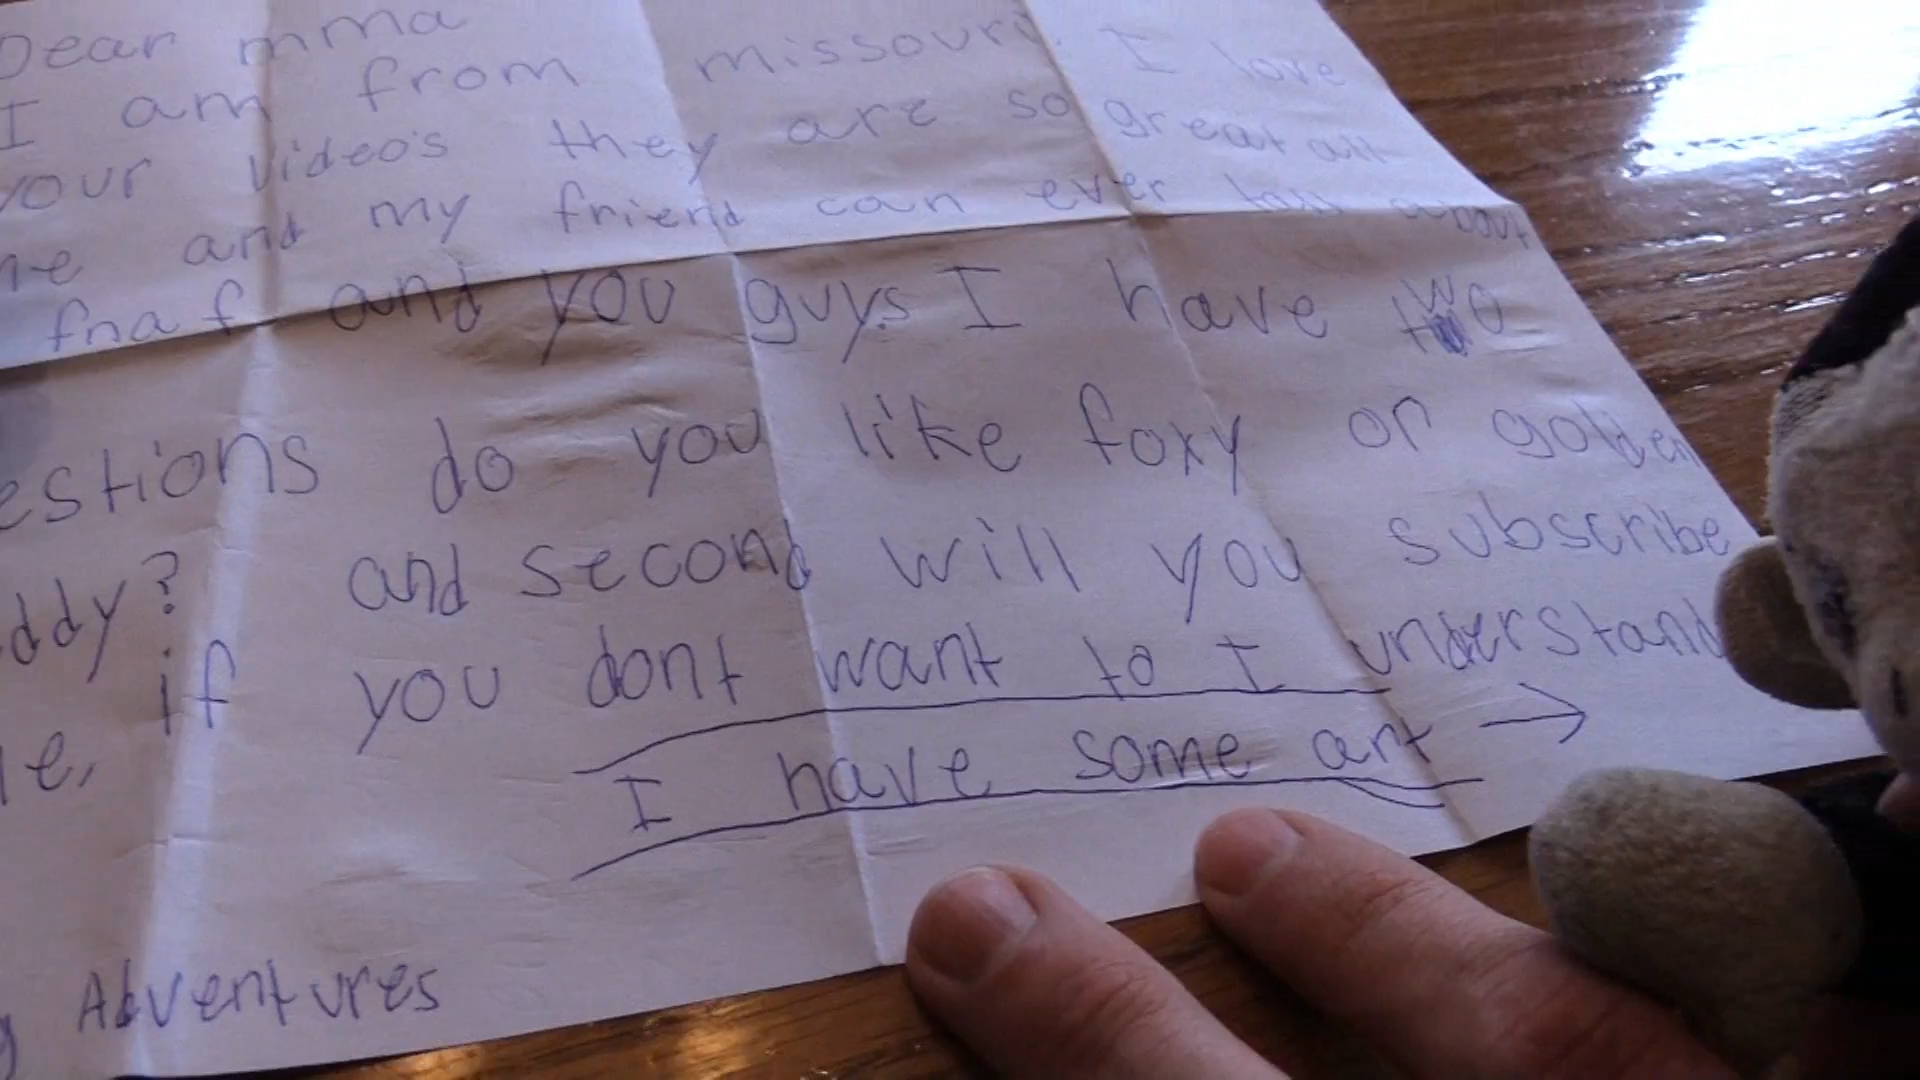 Dear mma
I am from missouri. I love
your video's they are so great all
me and my friend can ever talk about
fnaf and you guys I have two
estions do you like foxy or golden
ddy? and second will you subscribe
e, if you dont want to I understand
I have some art →
Adventures